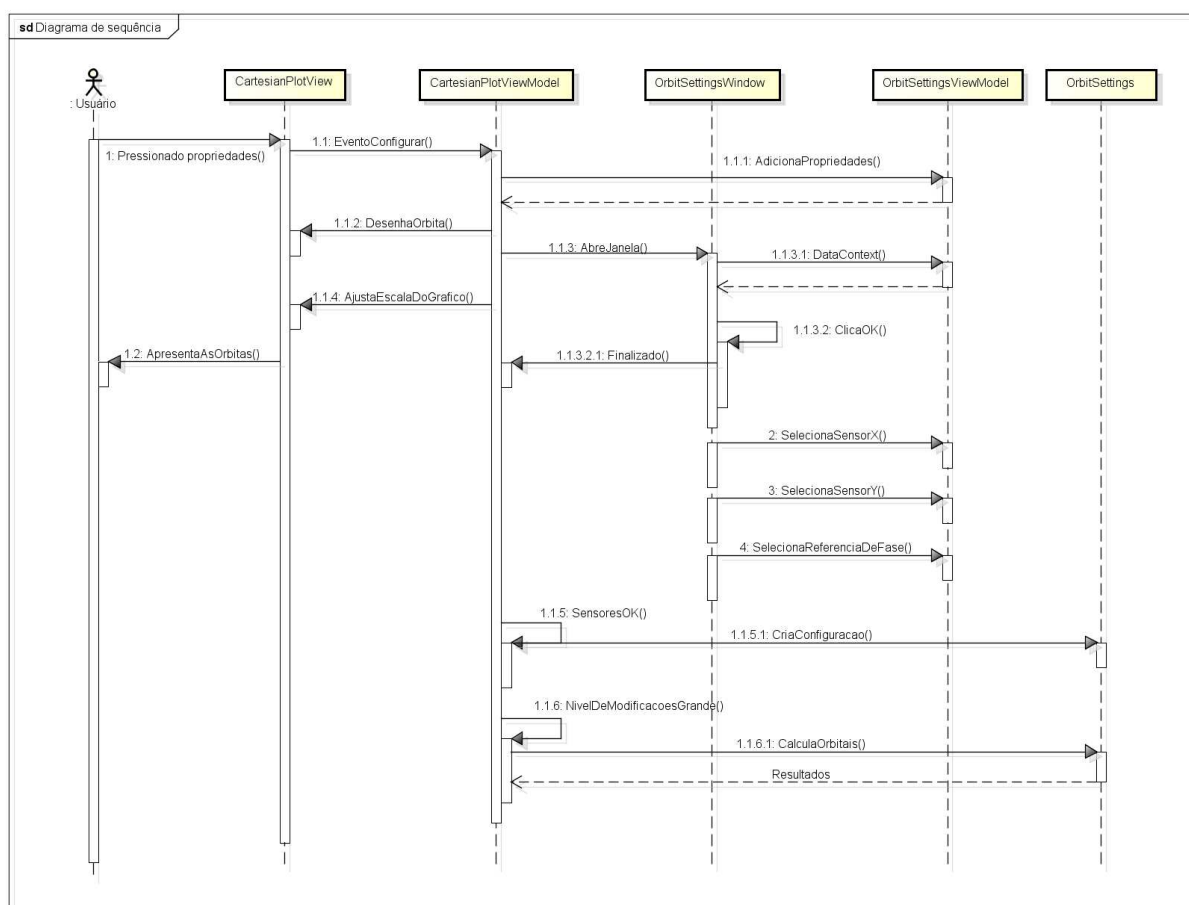 sd Diagrama de sequência
: Usuário
CartesianPlotView
CartesianPlotViewModel
OrbitSettingsWindow
OrbitSettingsViewModel
OrbitSettings
1: Pressionado propriedades()
1.1: EventoConfigurar()
1.1.1: AdicionaPropriedades()
1.1.2: DesenhaOrbita()
1.1.3: AbreJanela()
1.1.3.1: DataContext()
1.1.4: AjustaEscalaDoGrafico()
1.1.3.2: ClicaOK()
1.2: ApresentaAsOrbitas()
1.1.3.2.1: Finalizado()
2: SelecionaSensorX()
3: SelecionaSensorY()
4: SelecionaReferenciaDeFase()
1.1.5: SensoresOK()
1.1.5.1: CriaConfiguracao()
1.1.6: NivelDeModificacoesGrande()
1.1.6.1: CalculaOrbitais()
Resultados